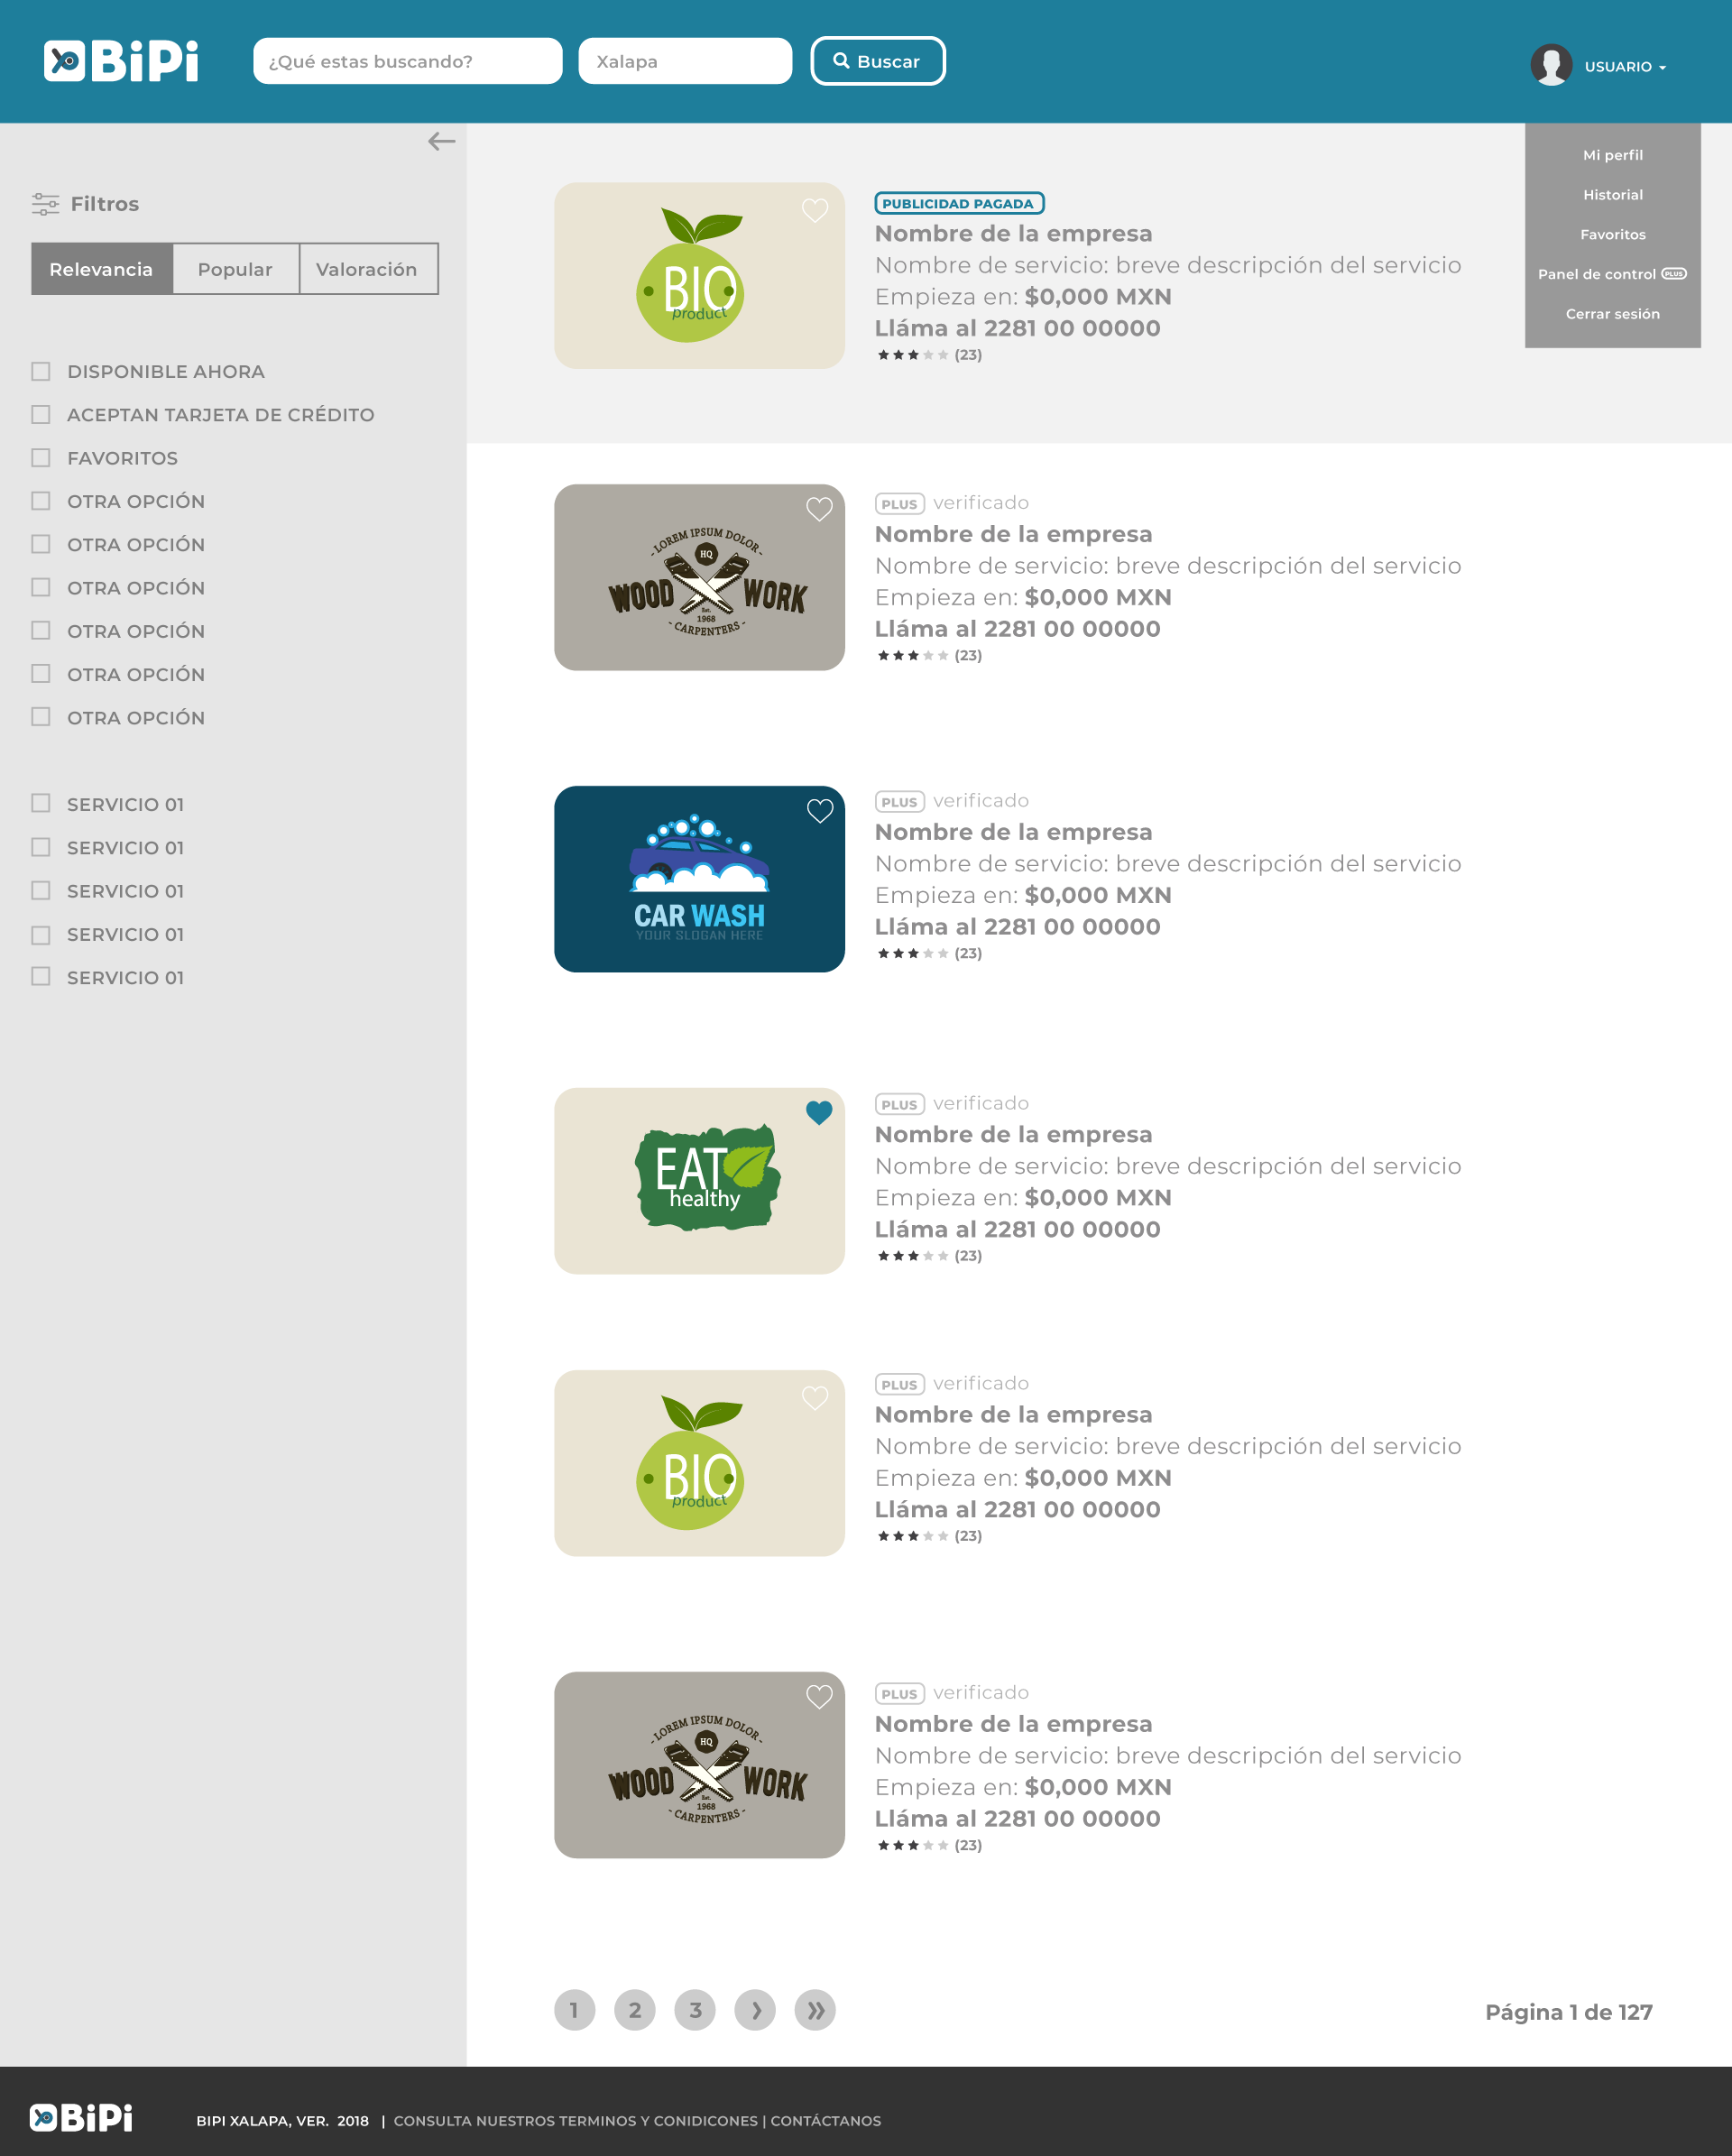 BiPi
¿Qué estas buscando?
Xalapa
Buscar
USUARIO
Mi perfil
Historial
Favoritos
Panel de control PLUS
Cerrar sesión
Filtros
Relevancia
Popular
Valoración
DISPONIBLE AHORA
ACEPTAN TARJETA DE CRÉDITO
FAVORITOS
OTRA OPCIÓN
OTRA OPCIÓN
OTRA OPCIÓN
OTRA OPCIÓN
OTRA OPCIÓN
OTRA OPCIÓN
SERVICIO 01
SERVICIO 01
SERVICIO 01
SERVICIO 01
SERVICIO 01
BIO
product
PUBLICIDAD PAGADA
Nombre de la empresa
Nombre de servicio: breve descripción del servicio
Empieza en: $0,000 MXN
Lláma al 2281 00 00000
(23)
-LOREM IPSUM DOLOR-
HQ
WOOD WORK
Est.
1968
- CARPENTERS -
PLUS verificado
Nombre de la empresa
Nombre de servicio: breve descripción del servicio
Empieza en: $0,000 MXN
Lláma al 2281 00 00000
(23)
CAR WASH
YOUR SLOGAN HERE
PLUS verificado
Nombre de la empresa
Nombre de servicio: breve descripción del servicio
Empieza en: $0,000 MXN
Lláma al 2281 00 00000
(23)
EAT
healthy
PLUS verificado
Nombre de la empresa
Nombre de servicio: breve descripción del servicio
Empieza en: $0,000 MXN
Lláma al 2281 00 00000
(23)
BIO
product
PLUS verificado
Nombre de la empresa
Nombre de servicio: breve descripción del servicio
Empieza en: $0,000 MXN
Lláma al 2281 00 00000
(23)
-LOREM IPSUM DOLOR-
HQ
WOOD WORK
Est.
1968
- CARPENTERS -
PLUS verificado
Nombre de la empresa
Nombre de servicio: breve descripción del servicio
Empieza en: $0,000 MXN
Lláma al 2281 00 00000
(23)
1 2 3 › »
Página 1 de 127
BiPi
BIPI XALAPA, VER. 2018 | CONSULTA NUESTROS TERMINOS Y CONIDICONES | CONTÁCTANOS